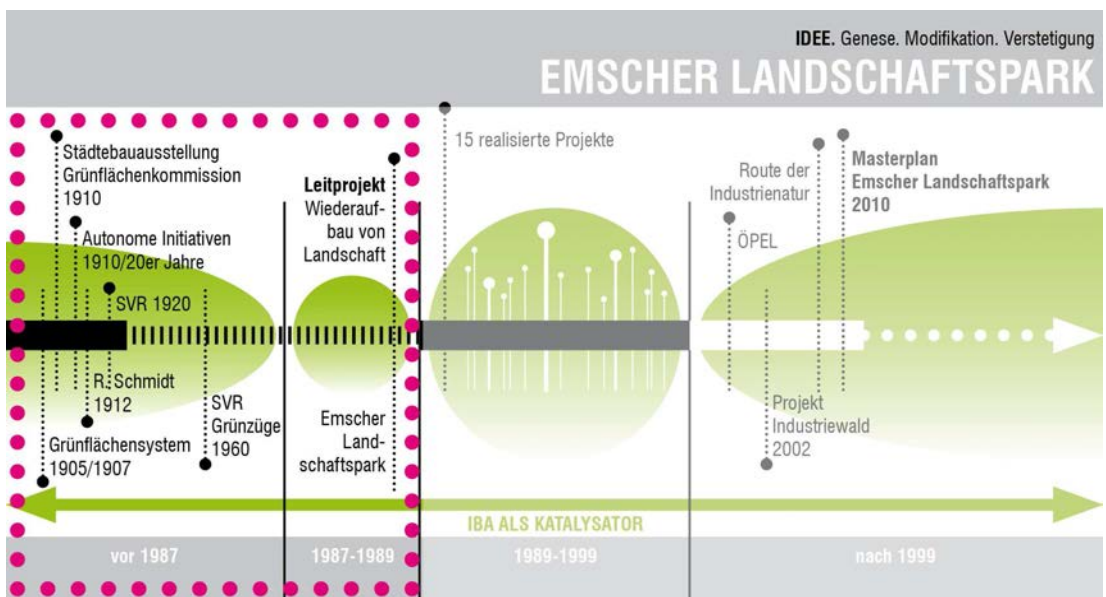 IDEE. Genese. Modifikation. Verstetigung
EMSCHER LANDSCHAFTSPARK
Städtebauausstellung
Grünflächenkommission
1910
Autonome Initiativen
1910/20er Jahre
SVR 1920
R. Schmidt
1912
Grünflächensystem
1905/1907
SVR
Grünzüge
1960
Leitprojekt
Wiederauf-
bau von
Landschaft
Emscher
Land-
schaftspark
15 realisierte Projekte
Route der
Industrienatur
ÖPEL
Masterplan
Emscher Landschaftspark
2010
Projekt
Industriewald
2002
IBA ALS KATALYSATOR
vor 1987
1987-1989
1989-1999
nach 1999